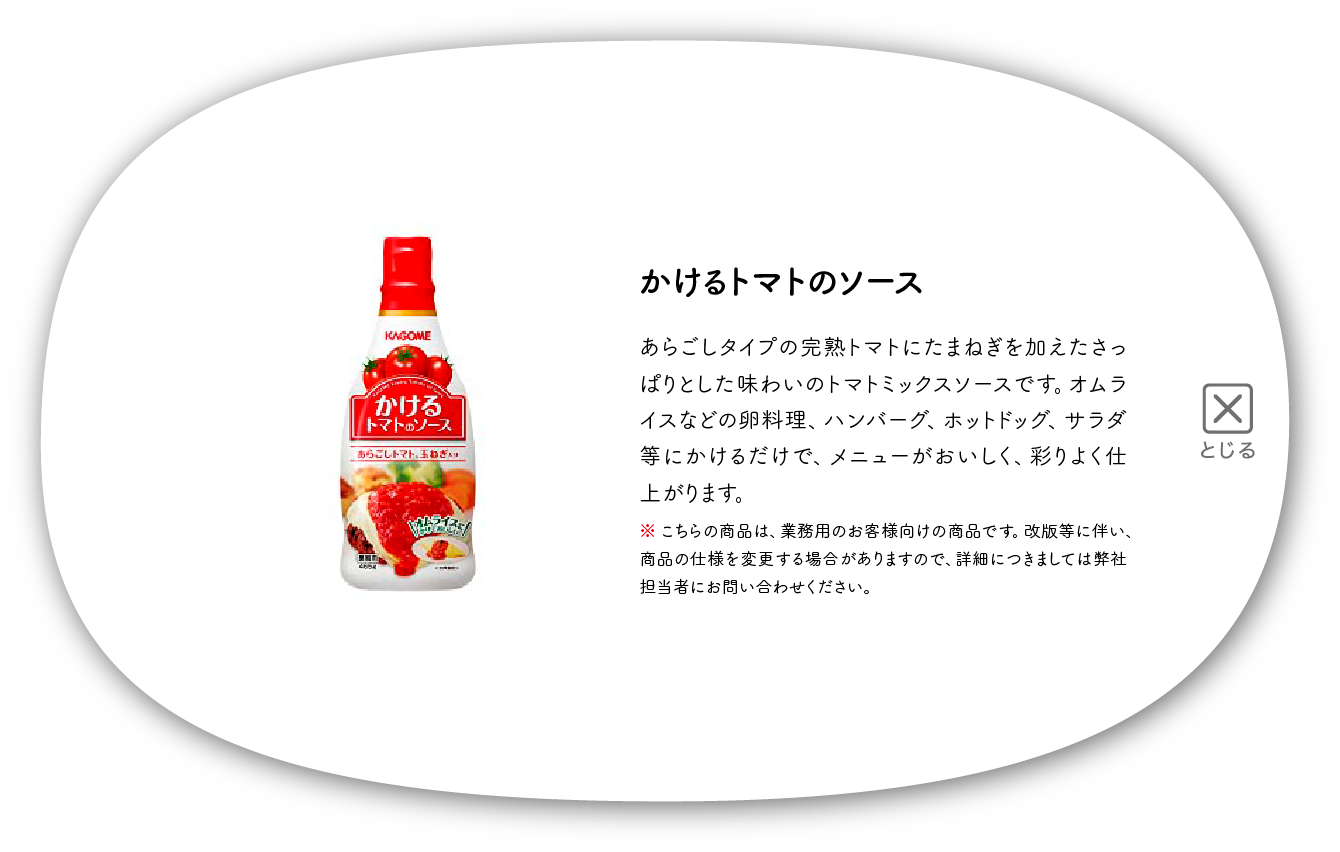 KAGOME
かける
トマトのソース
あらごしトマト、玉ねぎ入り
かけるトマトのソース
あらごしタイプの完熟トマトにたまねぎを加えたさっ
ぱりとした味わいのトマトミックスソースです。オムラ
イスなどの卵料理、ハンバーグ、ホットドッグ、サラダ
等にかけるだけで、メニューがおいしく、彩りよく仕
上がります。
※ こちらの商品は、業務用のお客様向けの商品です。改版等に伴い、
商品の仕様を変更する場合がありますので、詳細につきましては弊社
担当者にお問い合わせください。
とじる